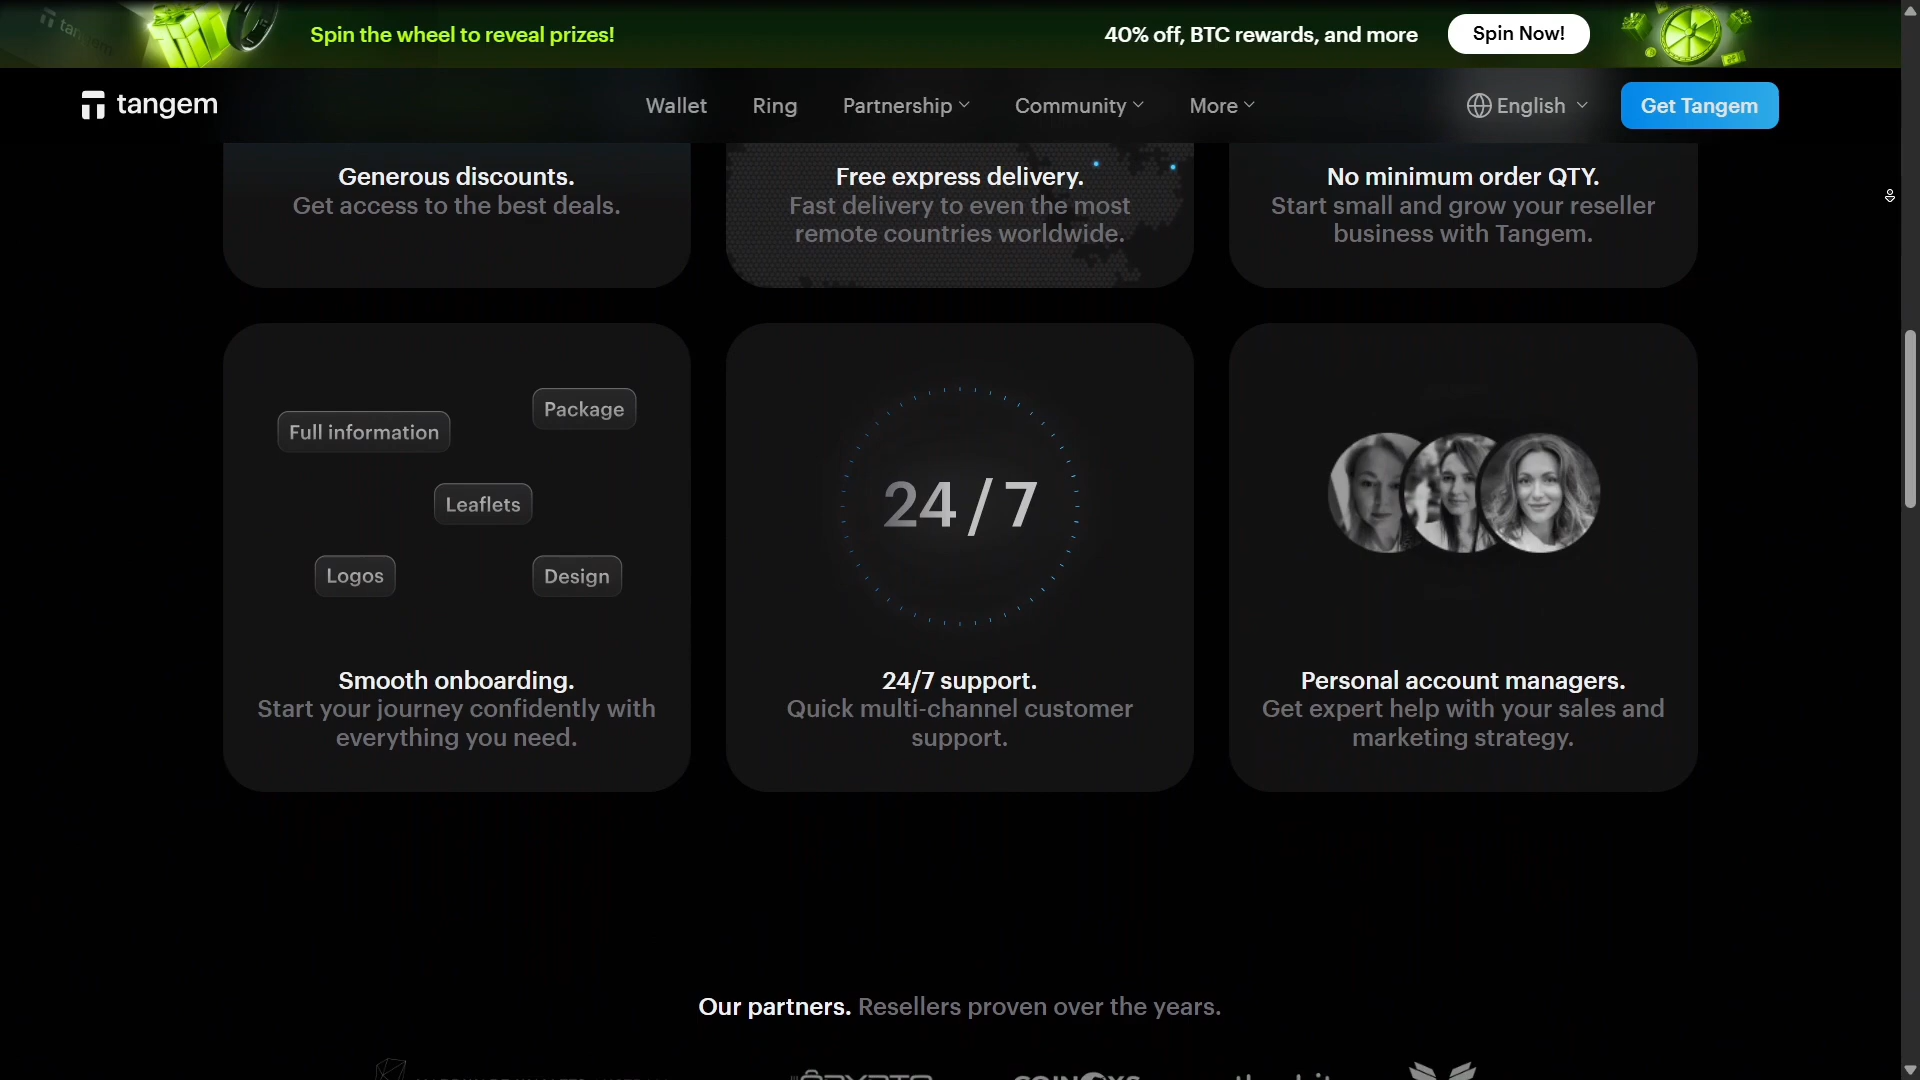 Spin the wheel to reveal prizes!
40% off, BTC rewards, and more
Spin Now!
tangem
Wallet
Ring
Partnership
Community
More
English
Get Tangem
Generous discounts.
Get access to the best deals.
Free express delivery.
Fast delivery to even the most
remote countries worldwide.
No minimum order QTY.
Start small and grow your reseller
business with Tangem.
Full information
Package
Leaflets
Logos
Design
Smooth onboarding.
Start your journey confidently with
everything you need.
24/7
24/7 support.
Quick multi-channel customer
support.
Personal account managers.
Get expert help with your sales and
marketing strategy.
Our partners. Resellers proven over the years.